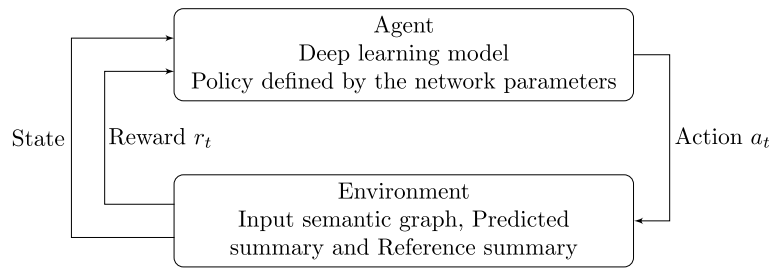 Agent
Deep learning model
Policy defined by the network parameters
State
Reward r_t
Action a_t
Environment
Input semantic graph, Predicted
summary and Reference summary